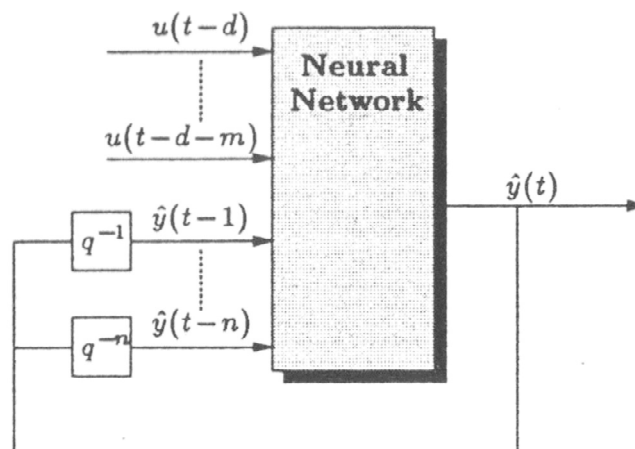 u(t-d)
Neural
Network
u(t-d-m)
ŷ(t)
q⁻¹
ŷ(t-1)
q⁻ⁿ
ŷ(t-n)